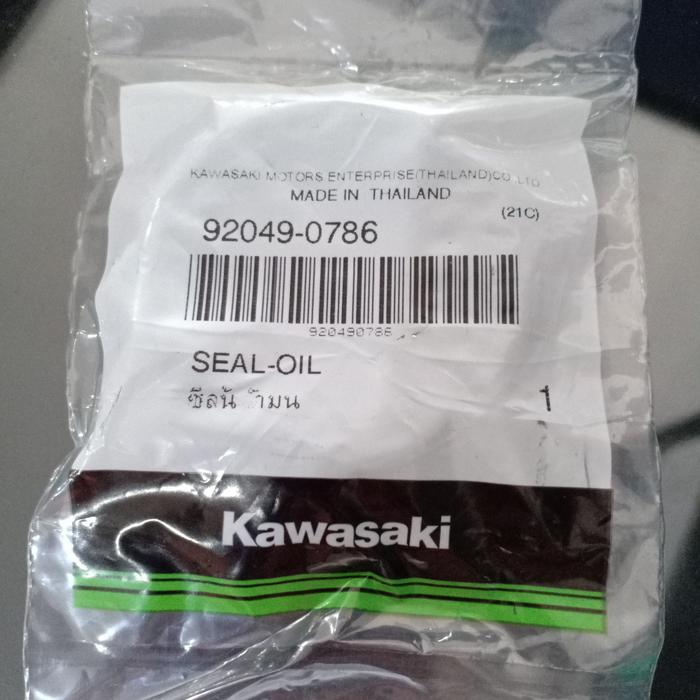 KAWASAKI MOTORS ENTERPRISE(THAILAND)CO.,LTD
MADE IN THAILAND
(21C)
92049-0786
920490786
SEAL-OIL
1
Kawasaki